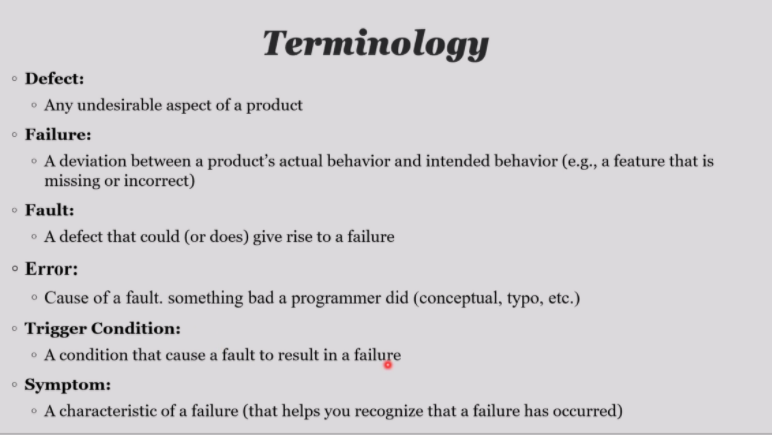 Terminology
◦ Defect:
◦ Any undesirable aspect of a product
◦ Failure:
◦ A deviation between a product's actual behavior and intended behavior (e.g., a feature that is
missing or incorrect)
◦ Fault:
◦ A defect that could (or does) give rise to a failure
◦ Error:
◦ Cause of a fault. something bad a programmer did (conceptual, typo, etc.)
◦ Trigger Condition:
◦ A condition that cause a fault to result in a failure
◦ Symptom:
◦ A characteristic of a failure (that helps you recognize that a failure has occurred)